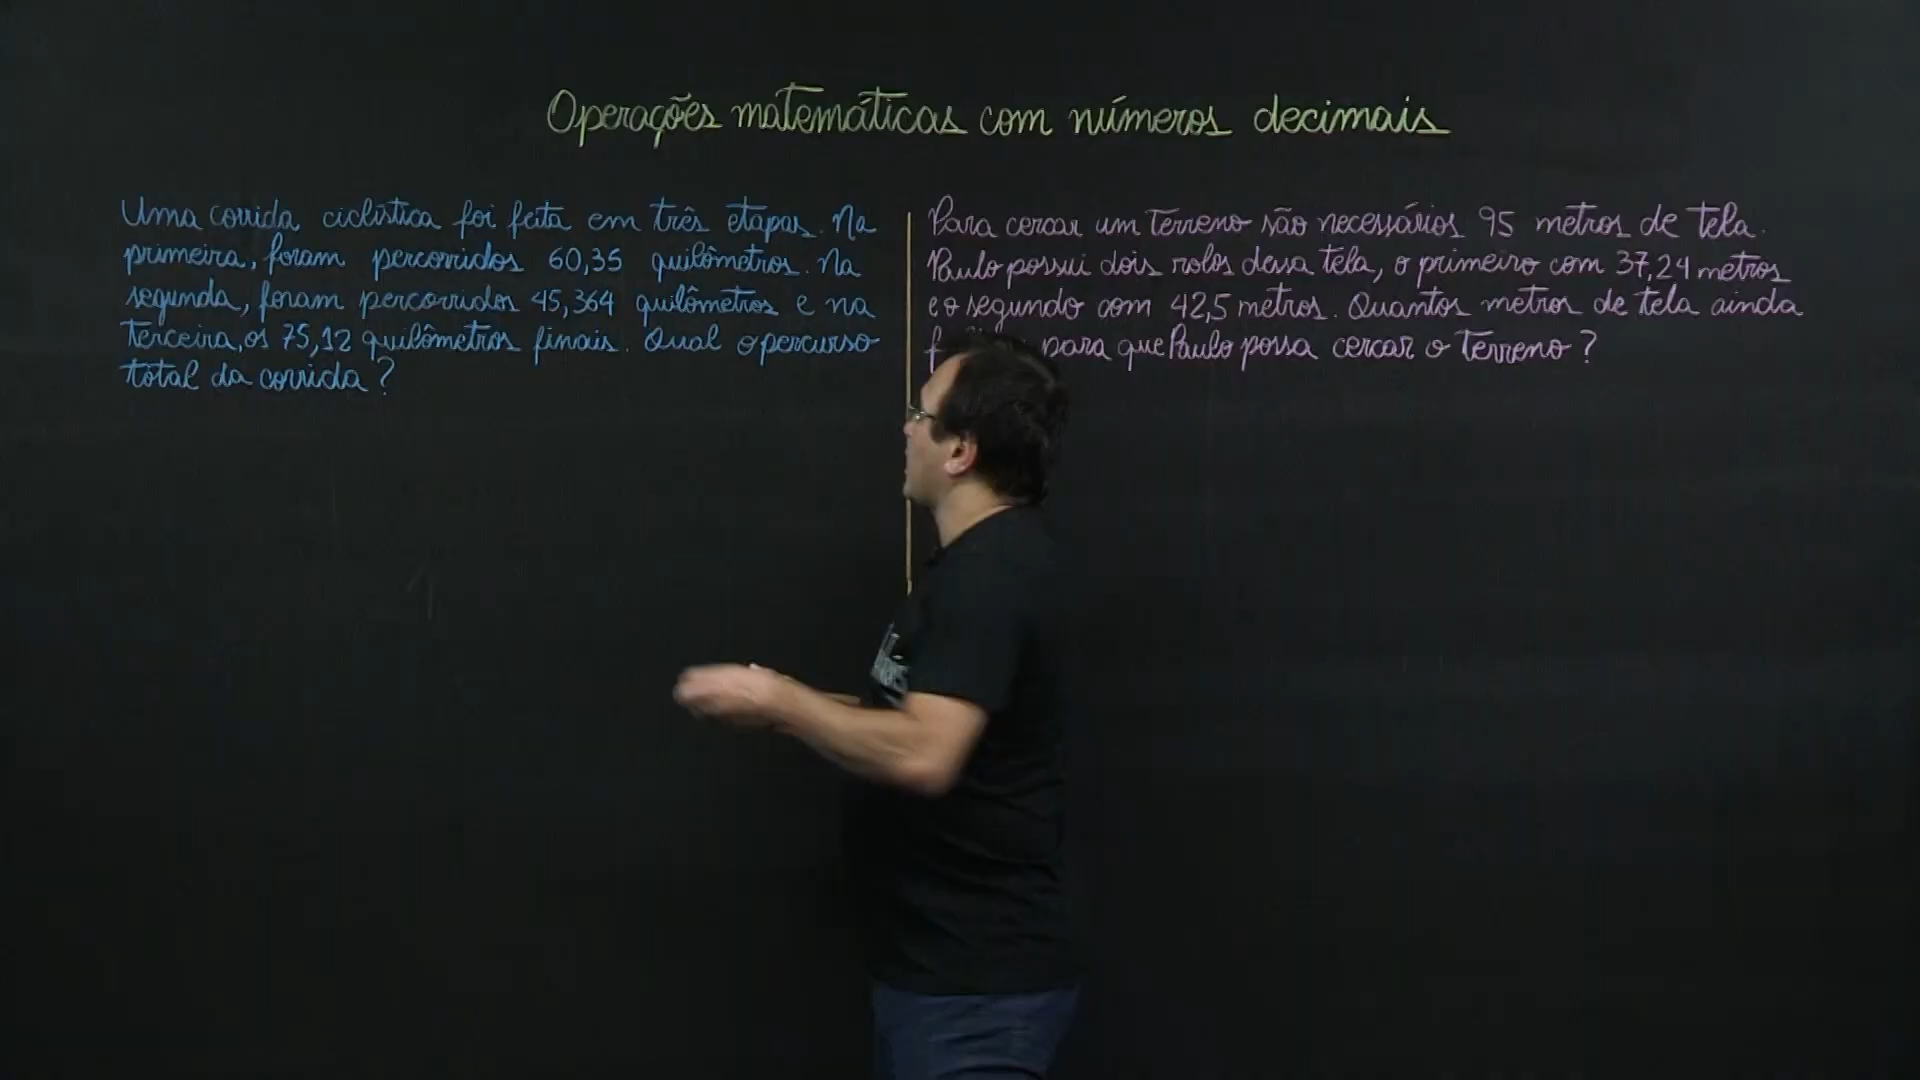 Operações matemáticas com números decimais
Uma corrida ciclística foi feita em três etapas. Na
primeira, foram percorridos 60,35 quilômetros. Na
segunda, foram percorridos 45,364 quilômetros e na
terceira, os 75,12 quilômetros finais. Qual o percurso
total da corrida?
Para cercar um terreno são necessários 95 metros de tela.
Paulo possui dois rolos dessa tela, o primeiro com 37,24 metros
e o segundo com 42,5 metros. Quantos metros de tela ainda
para que Paulo possa cercar o terreno?